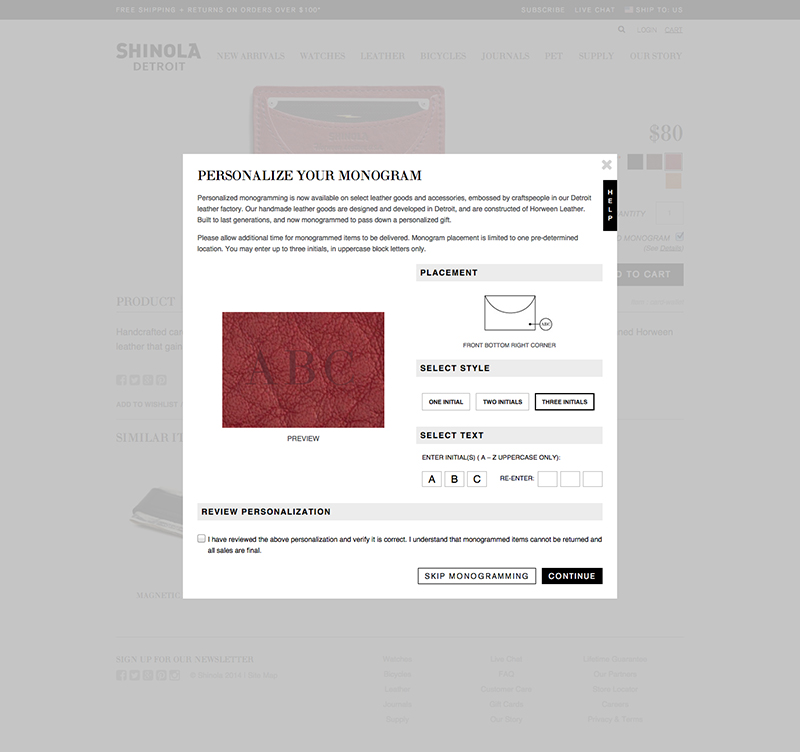 FREE SHIPPING + RETURNS ON ORDERS OVER $100*
SUBSCRIBE LIVE CHAT SHIP TO: US
LOGIN CART
SHINOLA
DETROIT
NEW ARRIVALS WATCHES LEATHER BICYCLES JOURNALS PET SUPPLY OUR STORY
SHINOLA
$80
PERSONALIZE YOUR MONOGRAM
HELP
Personalized monogramming is now available on select leather goods and accessories, embossed by craftspeople in our Detroit
leather factory. Our handmade leather goods are designed and developed in Detroit, and are constructed of Horween Leather.
Built to last generations, and now monogrammed to pass down a personalized gift.
Please allow additional time for monogrammed items to be delivered. Monogram placement is limited to one pre-determined
location. You may enter up to three initials, in uppercase block letters only.
ANTITY 1
MONOGRAM
O CART
PLACEMENT
ABC
FRONT BOTTOM RIGHT CORNER
PRODUCT
Handcrafted car
ned Horween
leather that gain
ABC
PREVIEW
SELECT STYLE
ONE INITIAL TWO INITIALS THREE INITIALS
ADD TO WISHLIST
SELECT TEXT
SIMILAR IT
ENTER INITIAL(S) ( A – Z UPPERCASE ONLY):
A B C RE-ENTER:
REVIEW PERSONALIZATION
I have reviewed the above personalization and verify it is correct. I understand that monogrammed items cannot be returned and
all sales are final.
SKIP MONOGRAMMING CONTINUE
MAGNETIC
SIGN UP FOR OUR NEWSLETTER
© Shinola 2014 / Site Map
Watches
Bicycles
Leather
Journals
Supply
Live Chat
FAQ
Customer Care
Gift Cards
Our Story
Lifetime Guarantee
Our Partners
Store Locator
Careers
Privacy & Terms